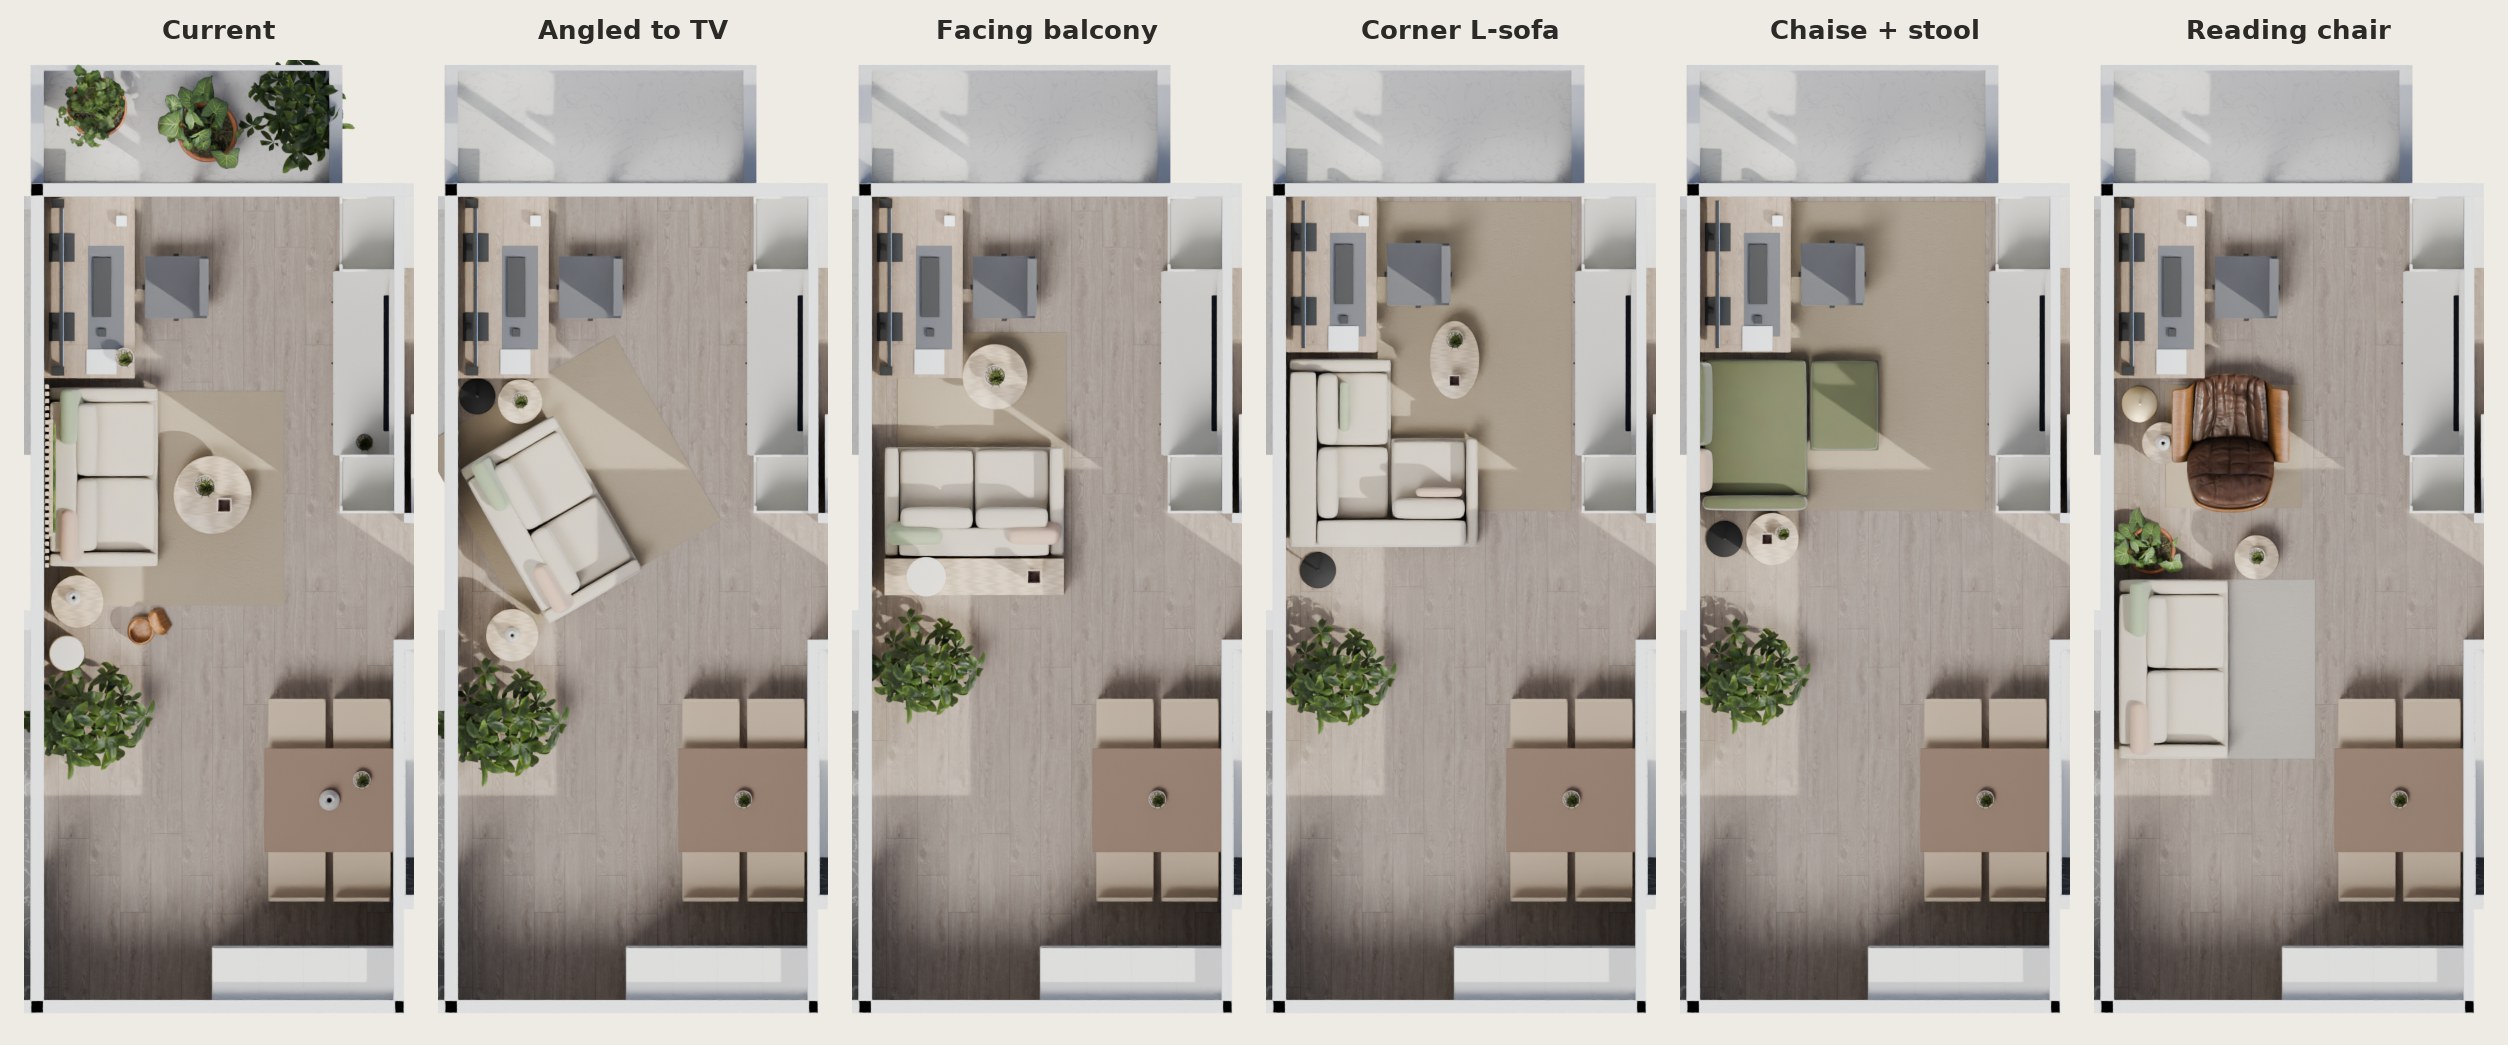 Current
Angled to TV
Facing balcony
Corner L-sofa
Chaise + stool
Reading chair